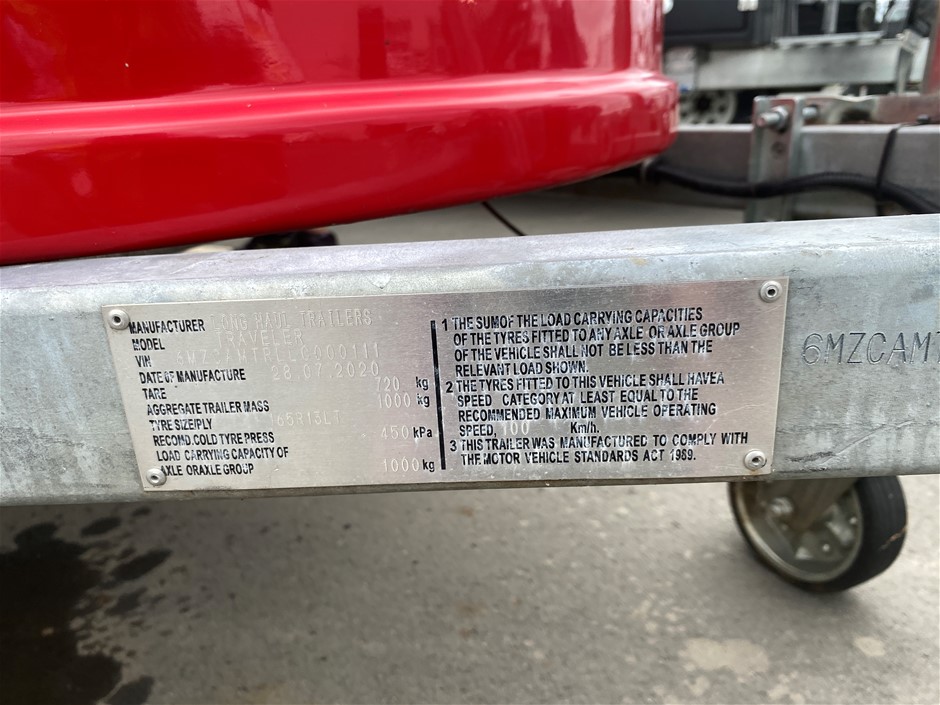 MANUFACTURER LONG HAUL TRAILERS
MODEL TRAVELER
VIN
DATE OF MANUFACTURE 28 2020
TARE 720 kg
AGGREGATE TRAILER MASS 1000 kg
TYRE SIZE/PLY 165R13LT
RECOMD.COLD TYRE PRESS 450 kPa
LOAD CARRYING CAPACITY OF
AXLE ORAXLE GROUP 1000 kg
1 THE SUMOF THE LOAD CARRYING CAPACITIES
OF THE TYRES FITTED TO ANY AXLE OR AXLE GROUP
OF THE VEHICLE SHALL NOT BE LESS THAN THE
RELEVANT LOAD SHOWN.
2 THE TYRES FITTED TO THIS VEHICLE SHALL HAVEA
SPEED CATEGORY AT LEAST EQUAL TO THE
RECOMMENDED MAXIMUM VEHICLE OPERATING
SPEED 100 Km/h.
3 THIS TRAILER WAS MANUFACTURED TO COMPLY WITH
THE MOTOR VEHICLE STANDARDS ACT 1989.
6MZCAMT